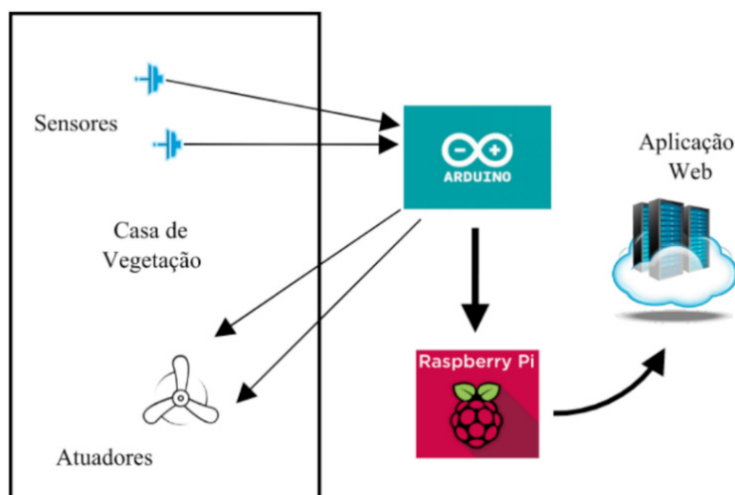 Sensores
Casa de
Vegetação
Atuadores
ARDUINO
Raspberry Pi
Aplicação
Web